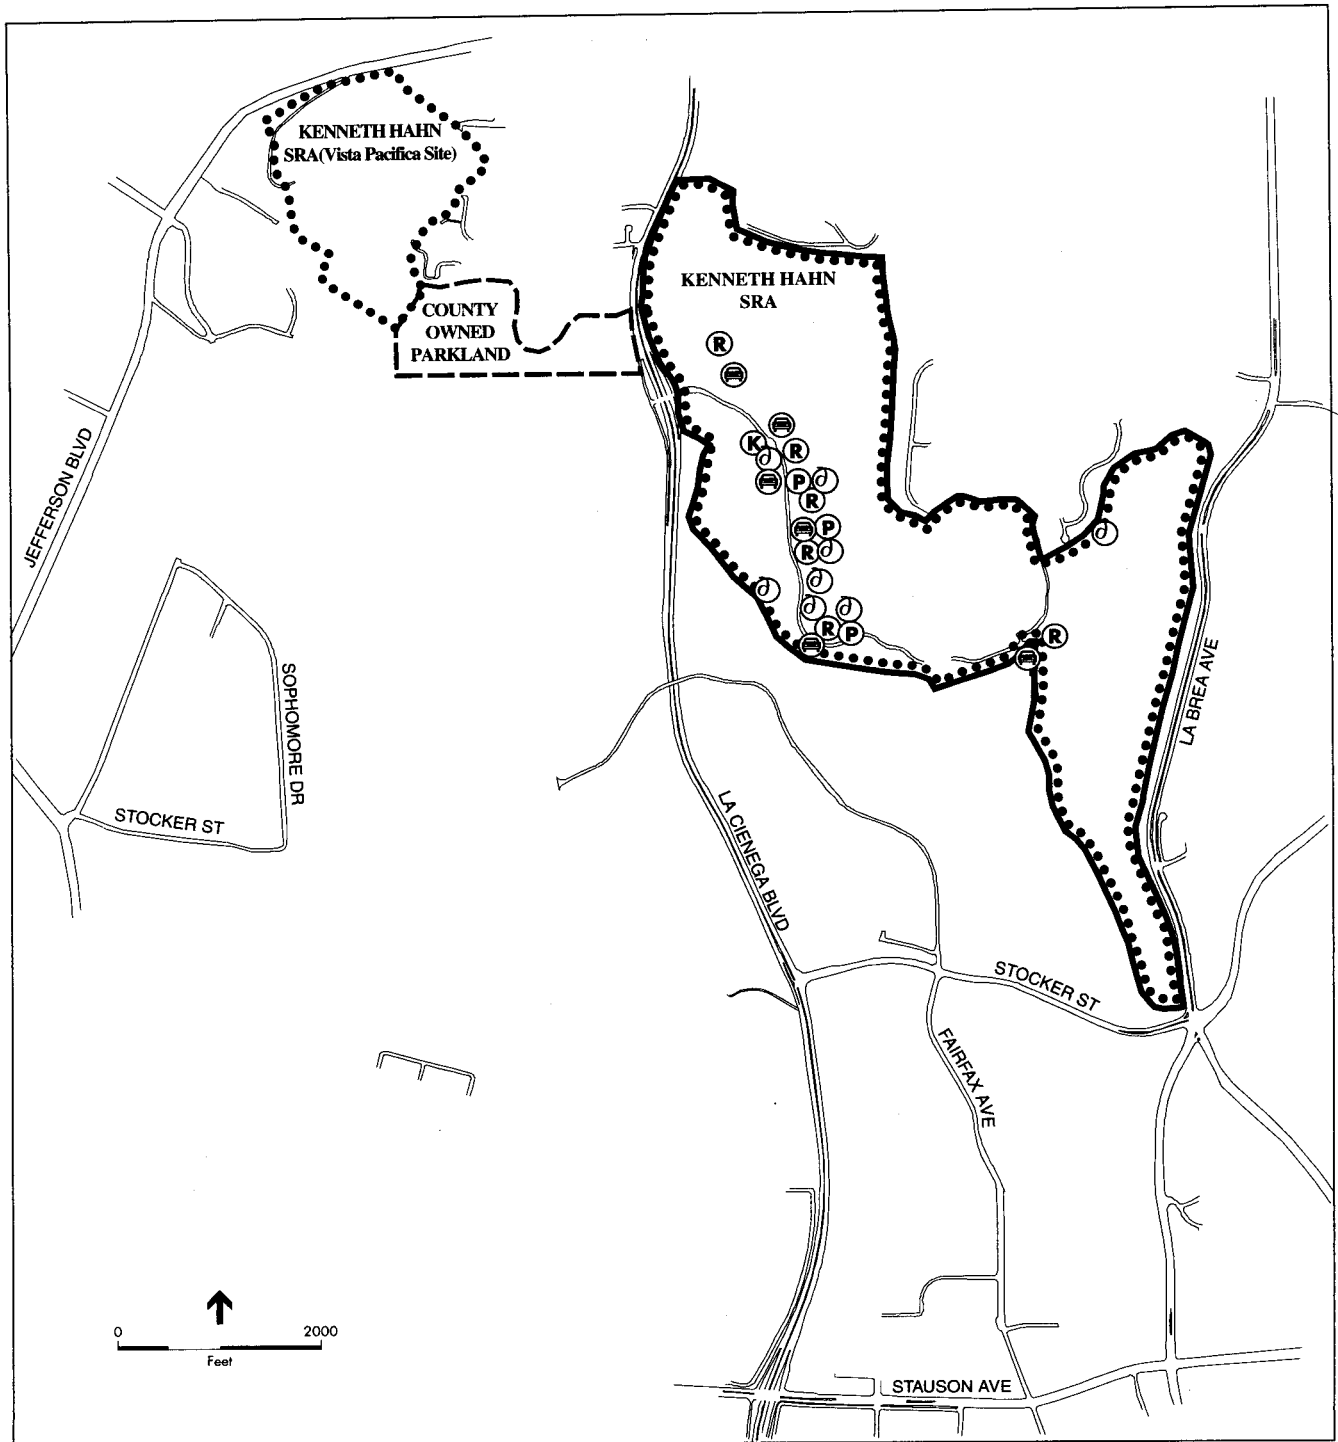 KENNETH HAHN
SRA(Vista Pacifica Site)
KENNETH HAHN
SRA
COUNTY
OWNED
PARKLAND
R
K
R
P
R
P
R
R
P
R
JEFFERSON BLVD
SOPHOMORE DR
STOCKER ST
LA CIENEGA BLVD
LA BREA AVE
STOCKER ST
FAIRFAX AVE
0 2000
Feet
STAUSON AVE